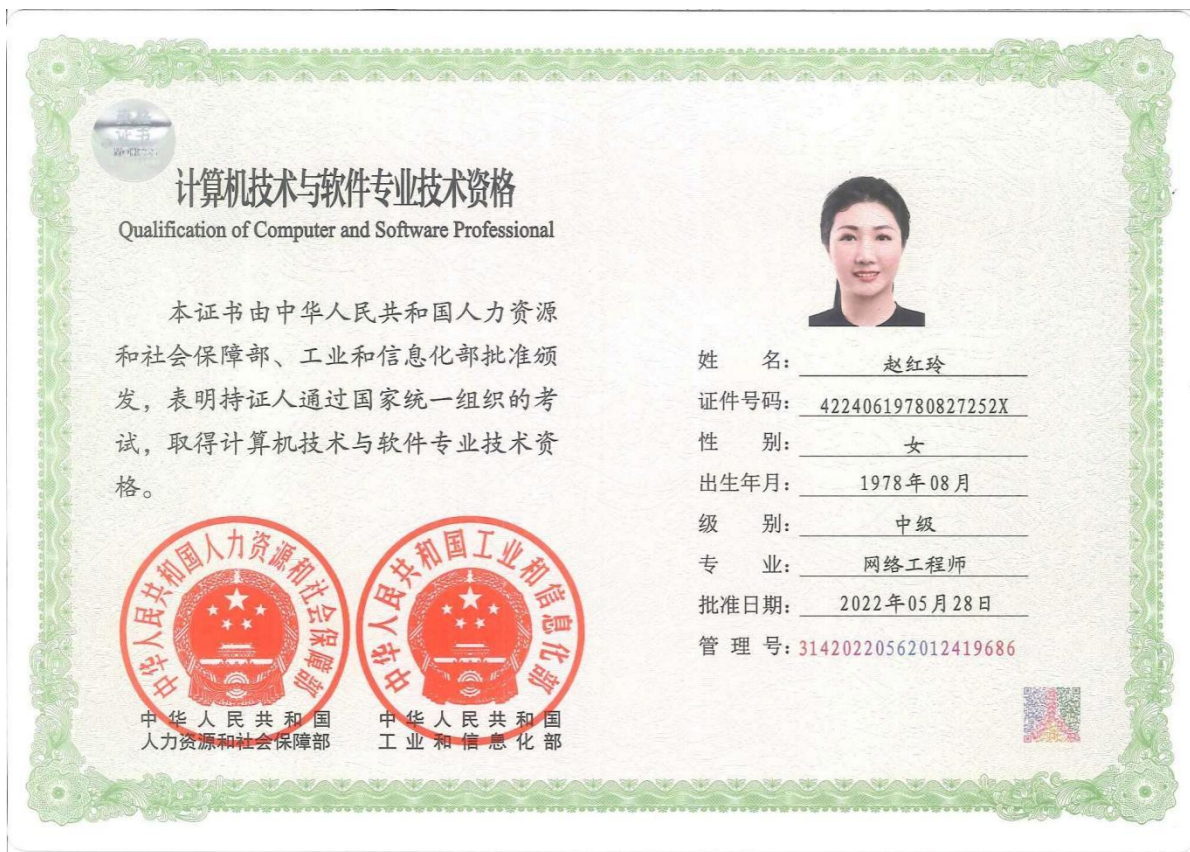 证书
计算机技术与软件专业技术资格
Qualification of Computer and Software Professional
本证书由中华人民共和国人力资源
和社会保障部、工业和信息化部批准颁
发，表明持证人通过国家统一组织的考
试，取得计算机技术与软件专业技术资
格。
中华人民共和国人力资源和社会保障部
中华人民共和国工业和信息化部
中华人民共和国
人力资源和社会保障部
中华人民共和国
工业和信息化部
姓 名： 赵红玲
证件号码： 42240619780827252X
性 别： 女
出生年月： 1978年08月
级 别： 中级
专 业： 网络工程师
批准日期： 2022年05月28日
管 理 号：31420220562012419686